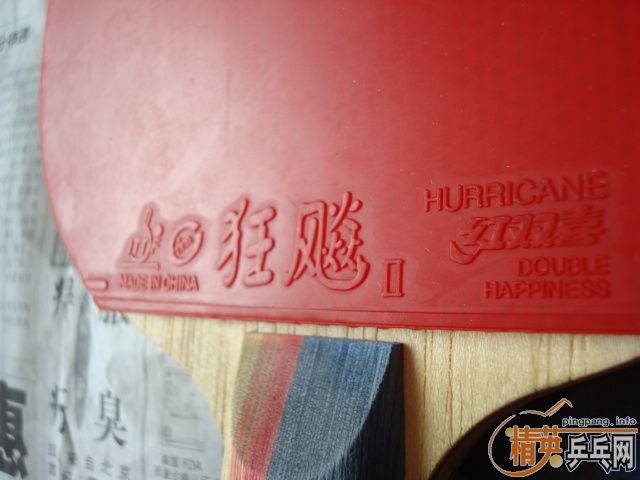 HURRICANE
红双喜
DOUBLE
HAPPINESS
狂飚 II
MADE IN CHINA
臭
惠
pingpang.info
精英乒乓网